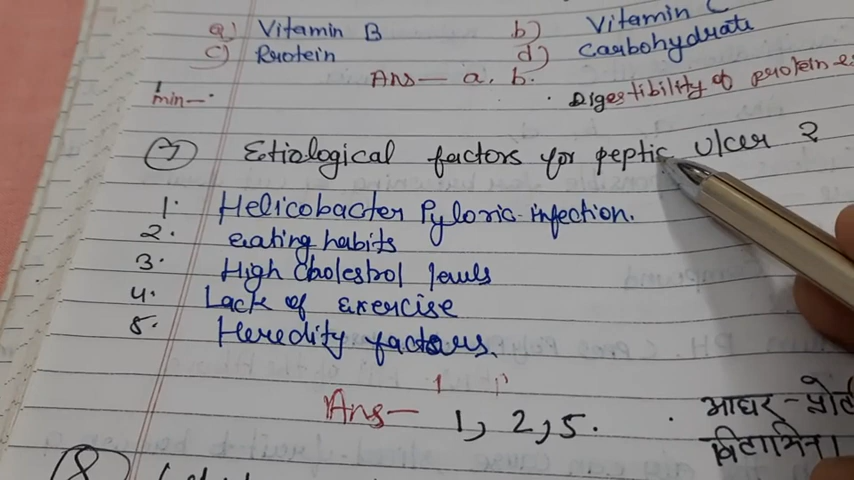 a) Vitamin B b) Vitamin C
c) Protein d) Carbohydrate
Ans— a, b.
Digestibility of protein
min—
7 Etiological factors for peptic Ulcer ?
1. Helicobacter Pyloric infection.
2. eating habits
3. High Cholestrol levels
4. Lack of exercise
5. Heredity factors.
Ans— 1, 2, 5.